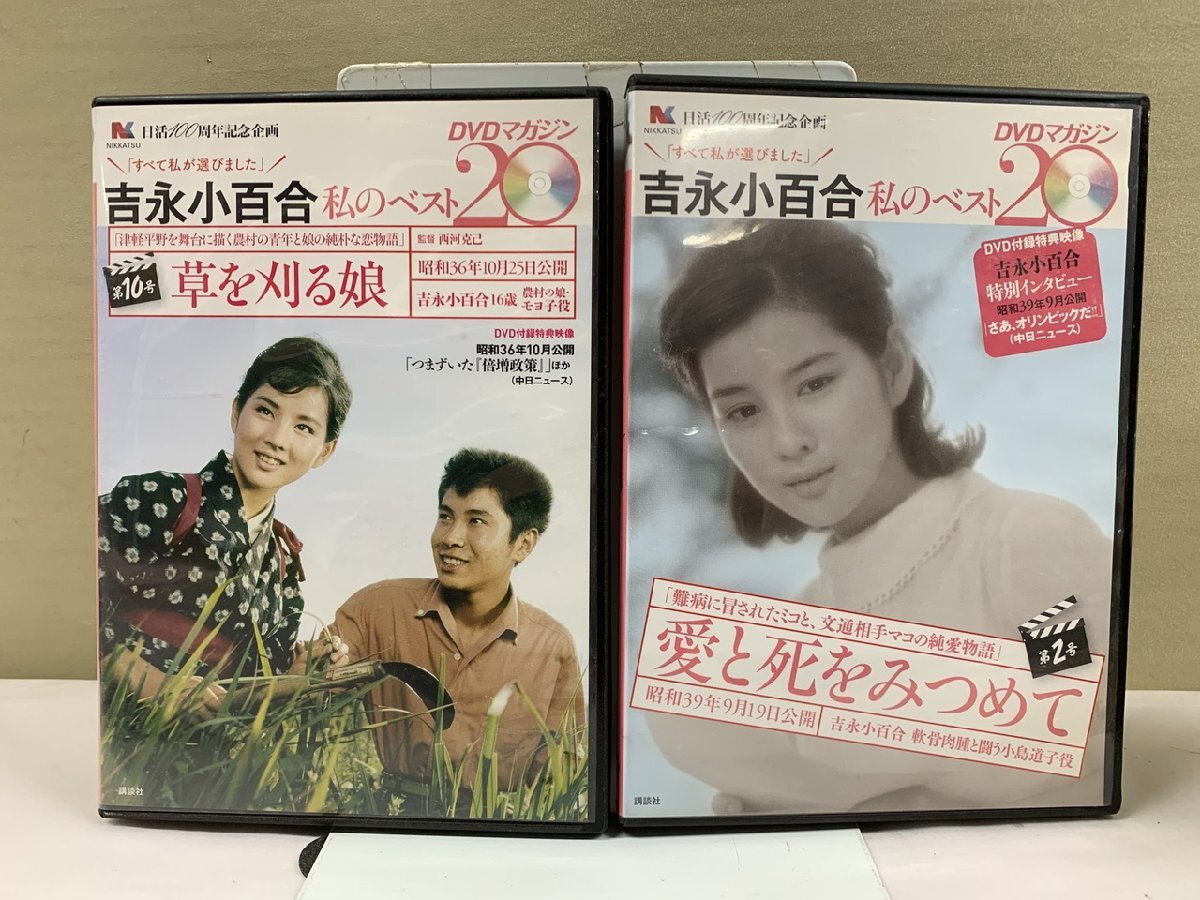 NIKKATSU
日活100周年記念企画
DVDマガジン
「すべて私が選びました」
吉永小百合 私のベスト20
「津軽平野を舞台に描く農村の青年と娘の純朴な恋物語」
監督 西河克己
第10号
草を刈る娘
昭和36年10月25日公開
吉永小百合16歳 農村の娘・モヨ子役
DVD付録特典映像
昭和36年10月公開
「つまずいた『倍増政策』」ほか
(中日ニュース)
講談社
NIKKATSU
日活100周年記念企画
DVDマガジン
「すべて私が選びました」
吉永小百合 私のベスト20
DVD付録特典映像
吉永小百合
特別インタビュー
昭和39年9月公開
「さあ、オリンピックだ!!」
(中日ニュース)
「難病に冒されたミコと、文通相手マコの純愛物語」
愛と死をみつめて
第2号
昭和39年9月19日公開
吉永小百合 軟骨肉腫と闘う小島道子役
講談社